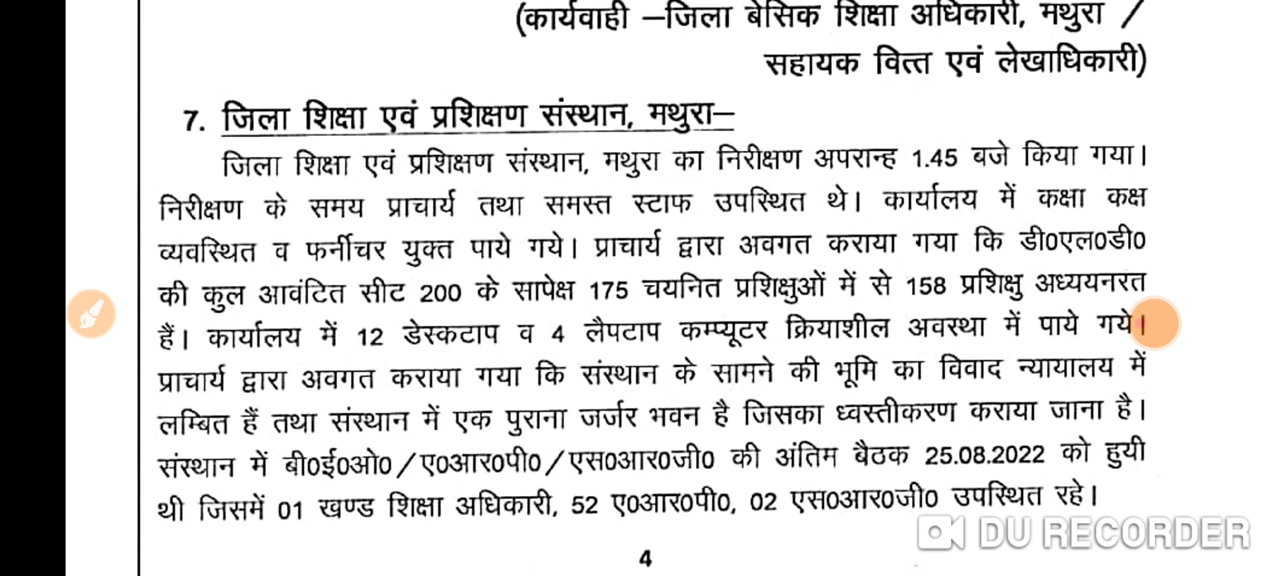 (कार्यवाही –जिला बेसिक शिक्षा अधिकारी, मथुरा /
सहायक वित्त एवं लेखाधिकारी)
7. जिला शिक्षा एवं प्रशिक्षण संस्थान, मथुरा–
जिला शिक्षा एवं प्रशिक्षण संस्थान, मथुरा का निरीक्षण अपरान्ह 1.45 बजे किया गया।
निरीक्षण के समय प्राचार्य तथा समस्त स्टाफ उपस्थित थे। कार्यालय में कक्षा कक्ष
व्यवस्थित व फर्नीचर युक्त पाये गये। प्राचार्य द्वारा अवगत कराया गया कि डी0एल0डी0
की कुल आवंटित सीट 200 के सापेक्ष 175 चयनित प्रशिक्षुओं में से 158 प्रशिक्षु अध्ययनरत
हैं। कार्यालय में 12 डेस्कटाप व 4 लैपटाप कम्प्यूटर क्रियाशील अवस्था में पाये गये।
प्राचार्य द्वारा अवगत कराया गया कि संस्थान के सामने की भूमि का विवाद न्यायालय में
लम्बित हैं तथा संस्थान में एक पुराना जर्जर भवन है जिसका ध्वस्तीकरण कराया जाना है।
संस्थान में बी0ई0ओ0/ए0आर0पी0/एस0आर0जी0 की अंतिम बैठक 25.08.2022 को हुयी
थी जिसमें 01 खण्ड शिक्षा अधिकारी, 52 ए0आर0पी0, 02 एस0आर0जी0 उपस्थित रहे।
DU RECORDER
4